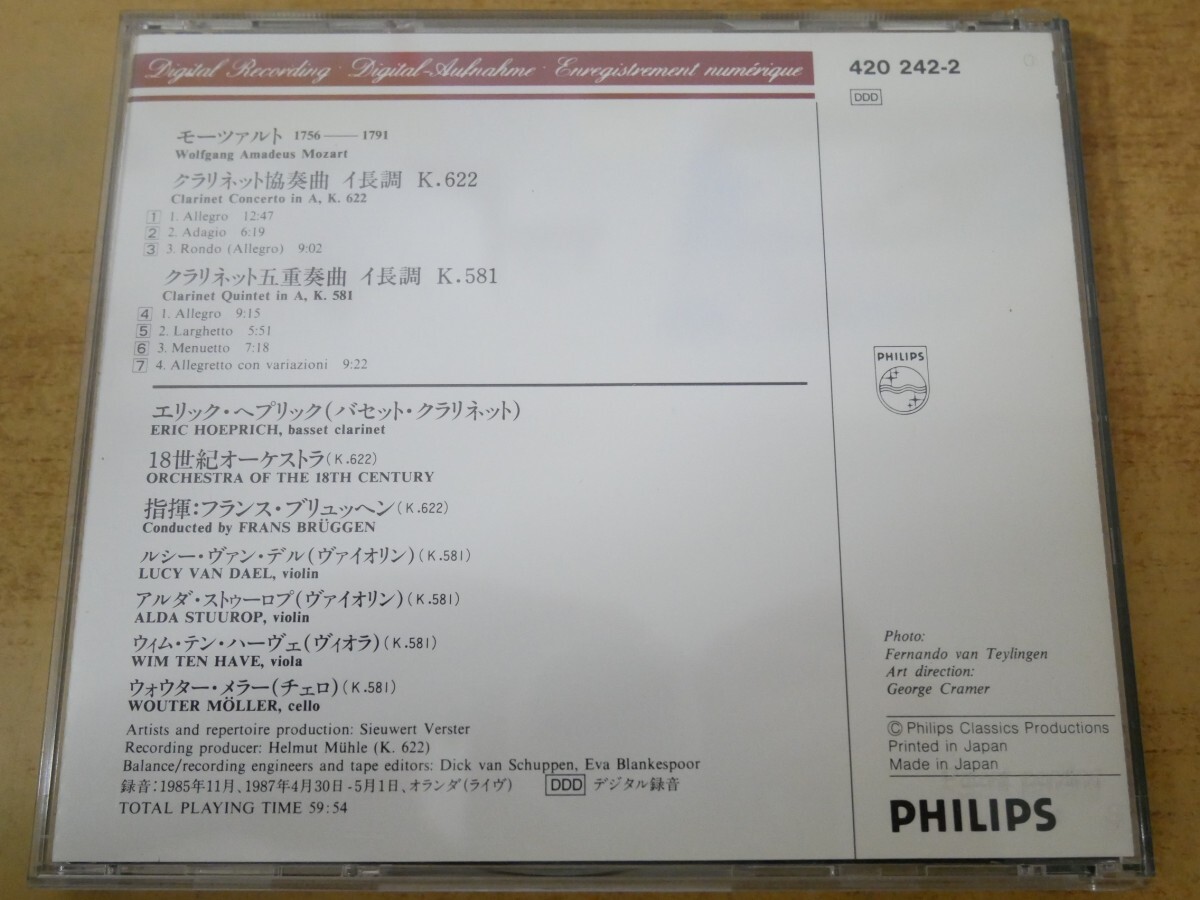 Digital Recording · Digital-Aufnahme · Enregistrement numérique
420 242-2
DDD
モーツァルト 1756 —— 1791
Wolfgang Amadeus Mozart
クラリネット協奏曲 イ長調 K.622
Clarinet Concerto in A, K. 622
1 1. Allegro 12:47
2 2. Adagio 6:19
3 3. Rondo (Allegro) 9:02
クラリネット五重奏曲 イ長調 K.581
Clarinet Quintet in A, K. 581
4 1. Allegro 9:15
5 2. Larghetto 5:51
6 3. Menuetto 7:18
7 4. Allegretto con variazioni 9:22
エリック・ヘプリック(バセット・クラリネット)
ERIC HOEPRICH, basset clarinet
18世紀オーケストラ(K.622)
ORCHESTRA OF THE 18TH CENTURY
指揮:フランス・ブリュッヘン(K.622)
Conducted by FRANS BRÜGGEN
ルシー・ヴァン・デル(ヴァイオリン)(K.581)
LUCY VAN DAEL, violin
アルダ・ストゥーロプ(ヴァイオリン)(K.581)
ALDA STUUROP, violin
ウィム・テン・ハーヴェ(ヴィオラ)(K.581)
WIM TEN HAVE, viola
ウォウター・メラー(チェロ)(K.581)
WOUTER MÖLLER, cello
Artists and repertoire production: Sieuwert Verster
Recording producer: Helmut Mühle (K. 622)
Balance/recording engineers and tape editors: Dick van Schuppen, Eva Blankespoor
録音:1985年11月、1987年4月30日-5月1日、オランダ(ライヴ) DDD デジタル録音
TOTAL PLAYING TIME 59:54
PHILIPS
Photo:
Fernando van Teylingen
Art direction:
George Cramer
© Philips Classics Productions
Printed in Japan
Made in Japan
PHILIPS